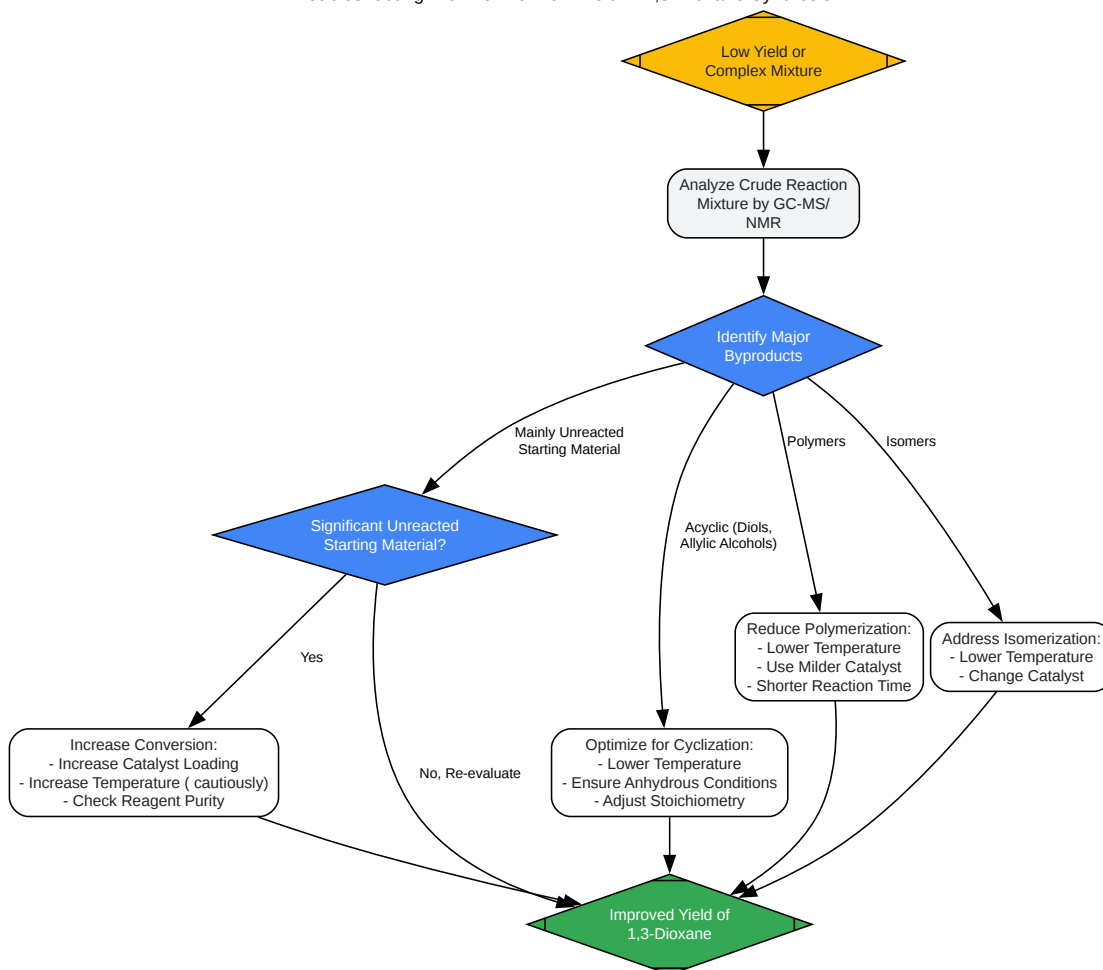 Low Yield or
Complex Mixture
Analyze Crude Reaction
Mixture by GC-MS/
NMR
Identify Major
Byproducts
Mainly Unreacted
Starting Material
Polymers
Isomers
Significant Unreacted
Starting Material?
Acyclic (Diols,
Allylic Alcohols)
Yes
Reduce Polymerization:
- Lower Temperature
- Use Milder Catalyst
- Shorter Reaction Time
Address Isomerization:
- Lower Temperature
- Change Catalyst
Increase Conversion:
- Increase Catalyst Loading
- Increase Temperature ( cautiously)
- Check Reagent Purity
No, Re-evaluate
Optimize for Cyclization:
- Lower Temperature
- Ensure Anhydrous Conditions
- Adjust Stoichiometry
Improved Yield of
1,3-Dioxane